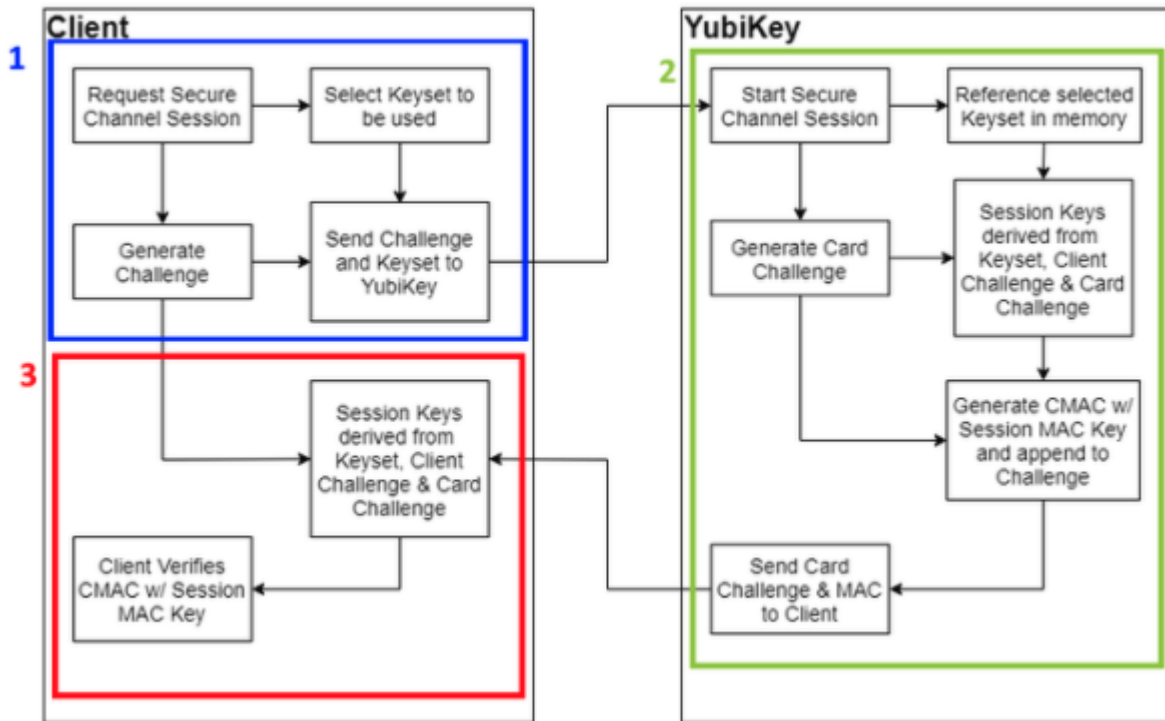 Client
1
Request Secure
Channel Session
Select Keyset to
be used
Generate
Challenge
Send Challenge
and Keyset to
YubiKey
YubiKey
2
Start Secure
Channel Session
Reference selected
Keyset in memory
Generate Card
Challenge
Session Keys
derived from
Keyset, Client
Challenge & Card
Challenge
Generate CMAC w/
Session MAC Key
and append to
Challenge
Send Card
Challenge & MAC
to Client
3
Session Keys
derived from
Keyset, Client
Challenge & Card
Challenge
Client Verifies
CMAC w/ Session
MAC Key